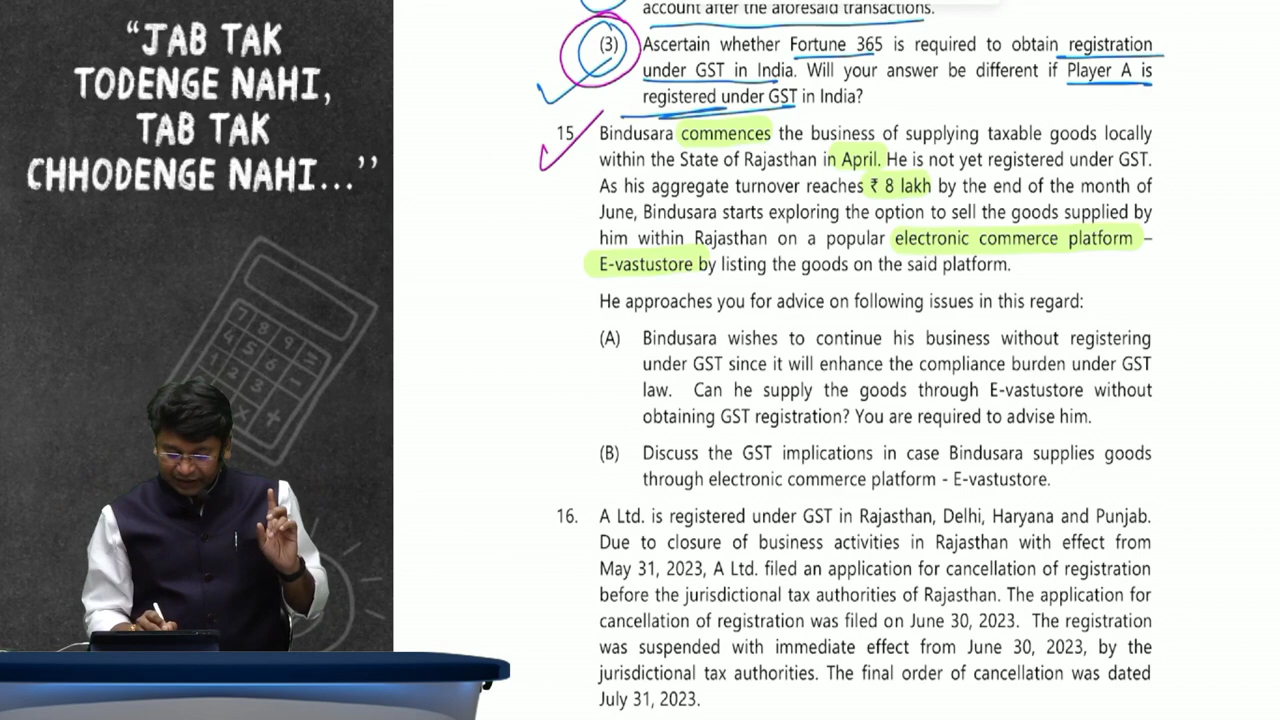 “JAB TAK
TODENGE NAHI,
TAB TAK
CHHODENGE NAHI...’’
account after the aforesaid transactions.
(3) Ascertain whether Fortune 365 is required to obtain registration
under GST in India. Will your answer be different if Player A is
registered under GST in India?
15 Bindusara commences the business of supplying taxable goods locally
within the State of Rajasthan in April. He is not yet registered under GST.
As his aggregate turnover reaches ₹ 8 lakh by the end of the month of
June, Bindusara starts exploring the option to sell the goods supplied by
him within Rajasthan on a popular electronic commerce platform –
E-vastustore by listing the goods on the said platform.
He approaches you for advice on following issues in this regard:
(A) Bindusara wishes to continue his business without registering
under GST since it will enhance the compliance burden under GST
law. Can he supply the goods through E-vastustore without
obtaining GST registration? You are required to advise him.
(B) Discuss the GST implications in case Bindusara supplies goods
through electronic commerce platform - E-vastustore.
16. A Ltd. is registered under GST in Rajasthan, Delhi, Haryana and Punjab.
Due to closure of business activities in Rajasthan with effect from
May 31, 2023, A Ltd. filed an application for cancellation of registration
before the jurisdictional tax authorities of Rajasthan. The application for
cancellation of registration was filed on June 30, 2023. The registration
was suspended with immediate effect from June 30, 2023, by the
jurisdictional tax authorities. The final order of cancellation was dated
July 31, 2023.